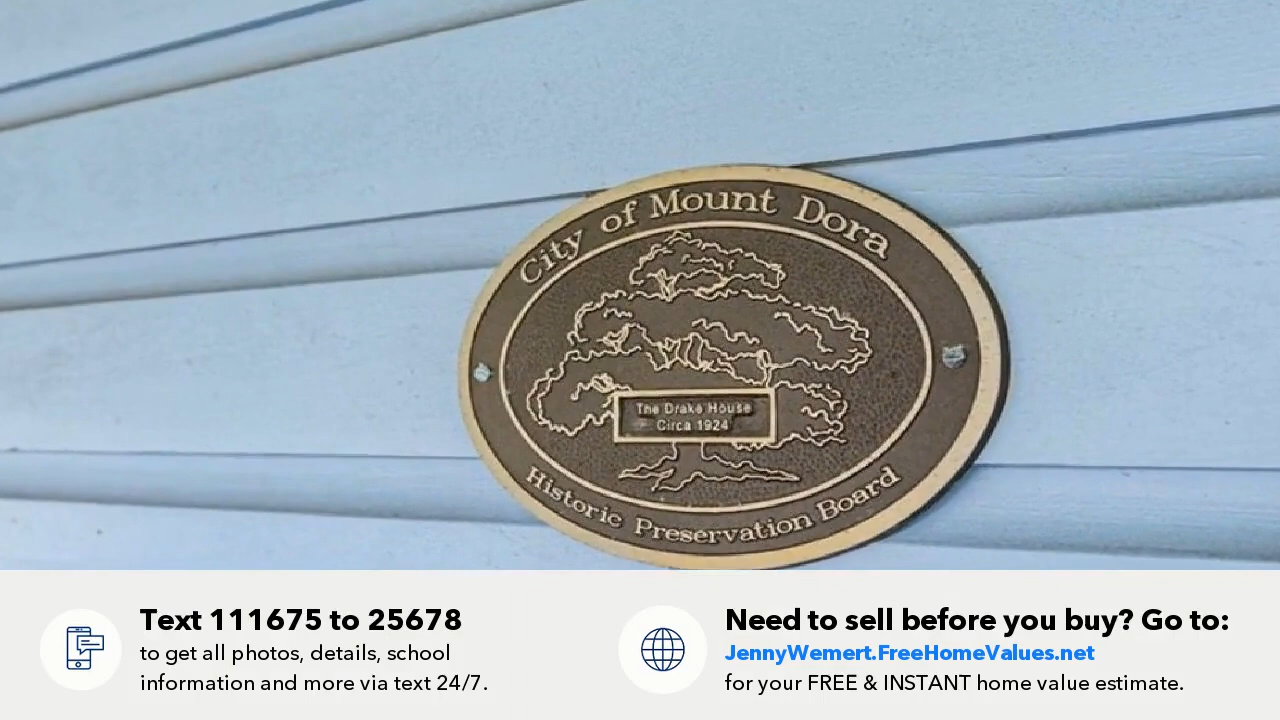 City of Mount Dora
The Drake House
Circa 1924
Historic Preservation Board
Text 111675 to 25678
to get all photos, details, school
information and more via text 24/7.
Need to sell before you buy? Go to:
JennyWemert.FreeHomeValues.net
for your FREE & INSTANT home value estimate.